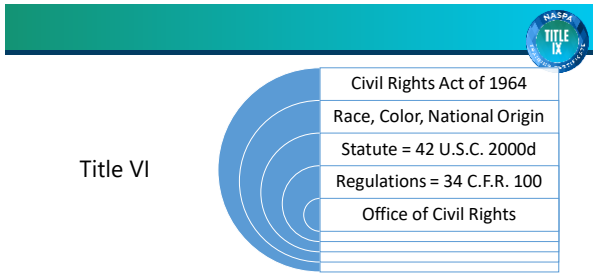 NASPA
TITLE
IX
Civil Rights Act of 1964
Race, Color, National Origin
Statute = 42 U.S.C. 2000d
Title VI
Regulations = 34 C.F.R. 100
Office of Civil Rights